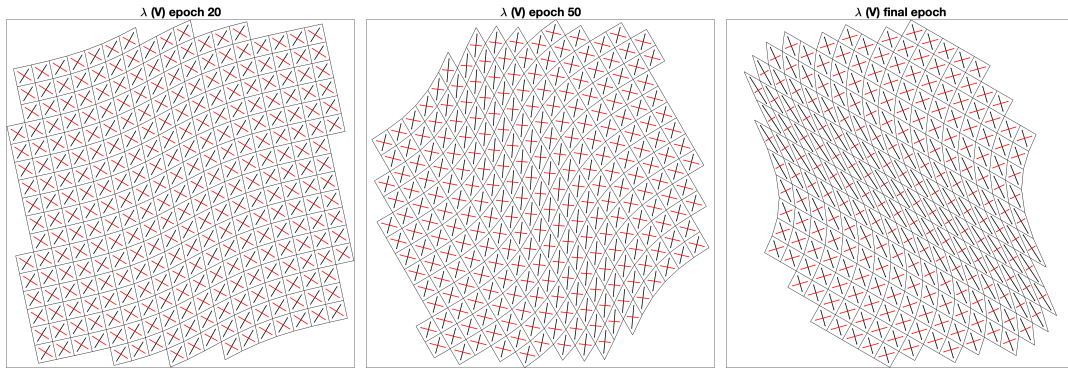 λ (V) epoch 20
λ (V) epoch 50
λ (V) final epoch